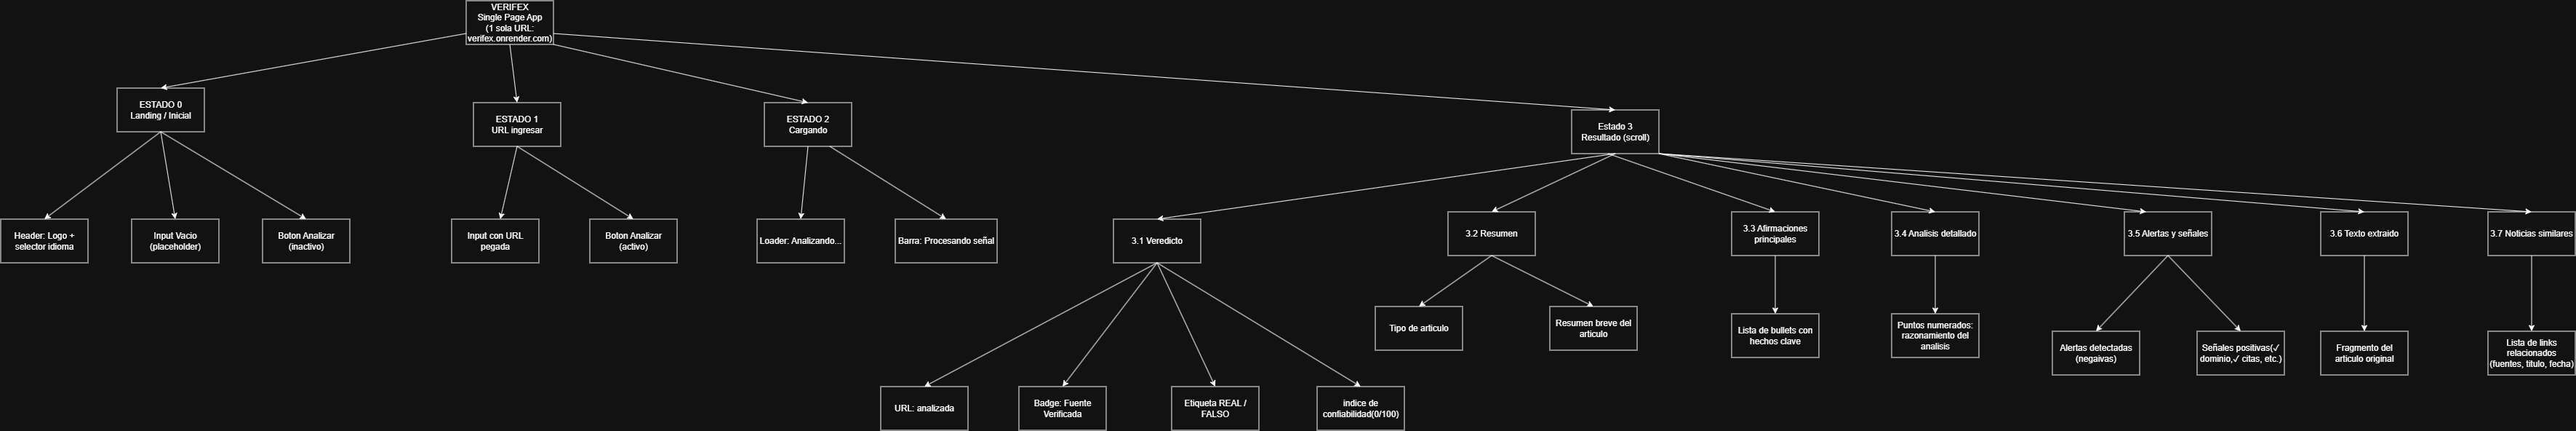 VERIFEX
Single Page App
(1 sola URL:
verifex.onrender.com)
ESTADO 0
Landing / Inicial
ESTADO 1
URL ingresar
ESTADO 2
Cargando
Estado 3
Resultado (scroll)
Header: Logo +
selector idioma
Input Vacio
(placeholder)
Boton Analizar
(inactivo)
Input con URL
pegada
Boton Analizar
(activo)
Loader: Analizando...
Barra: Procesando señal
3.1 Veredicto
3.2 Resumen
3.3 Afirmaciones
principales
3.4 Analisis detallado
3.5 Alertas y señales
3.6 Texto extraido
3.7 Noticias similares
Tipo de articulo
Resumen breve del
articulo
Lista de bullets con
hechos clave
Puntos numerados:
razonamiento del
analisis
Alertas detectadas
(negaivas)
Señales positivas(✓
dominio,✓ citas, etc.)
Fragmento del
articulo original
Lista de links
relacionados
(fuentes, titulo, fecha)
URL: analizada
Badge: Fuente
Verificada
Etiqueta REAL /
FALSO
indice de
confiabilidad(0/100)